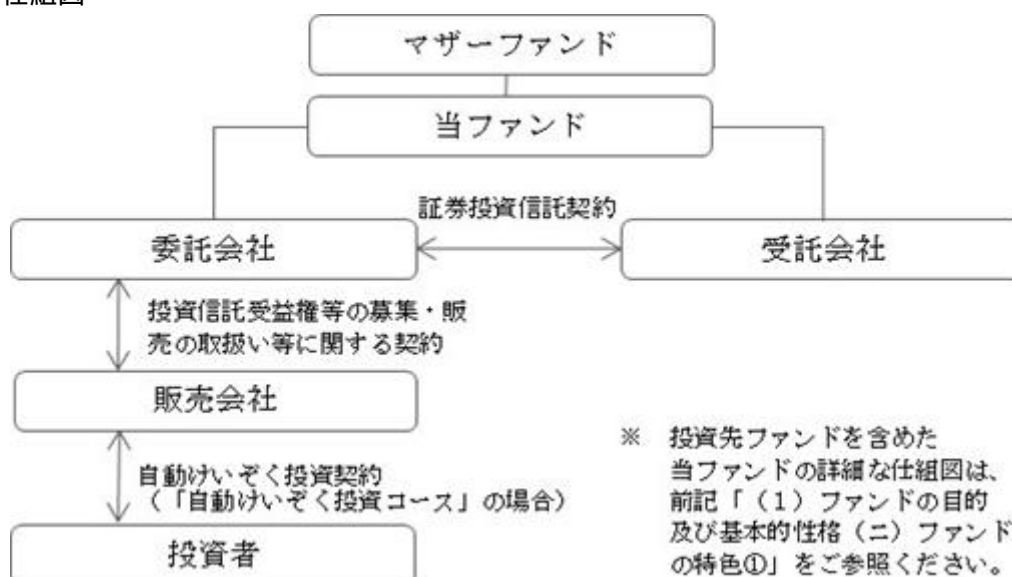 マザーファンド
当ファンド
証券投資信託契約
委託会社
受託会社
投資信託受益権等の募集・販
売の取扱い等に関する契約
販売会社
自動けいぞく投資契約
（「自動けいぞく投資コース」の場合）
投資者
※ 投資先ファンドを含めた
当ファンドの詳細な仕組図は、
前記「（１）ファンドの目的
及び基本的性格（ニ）ファンド
の特色①」をご参照ください。